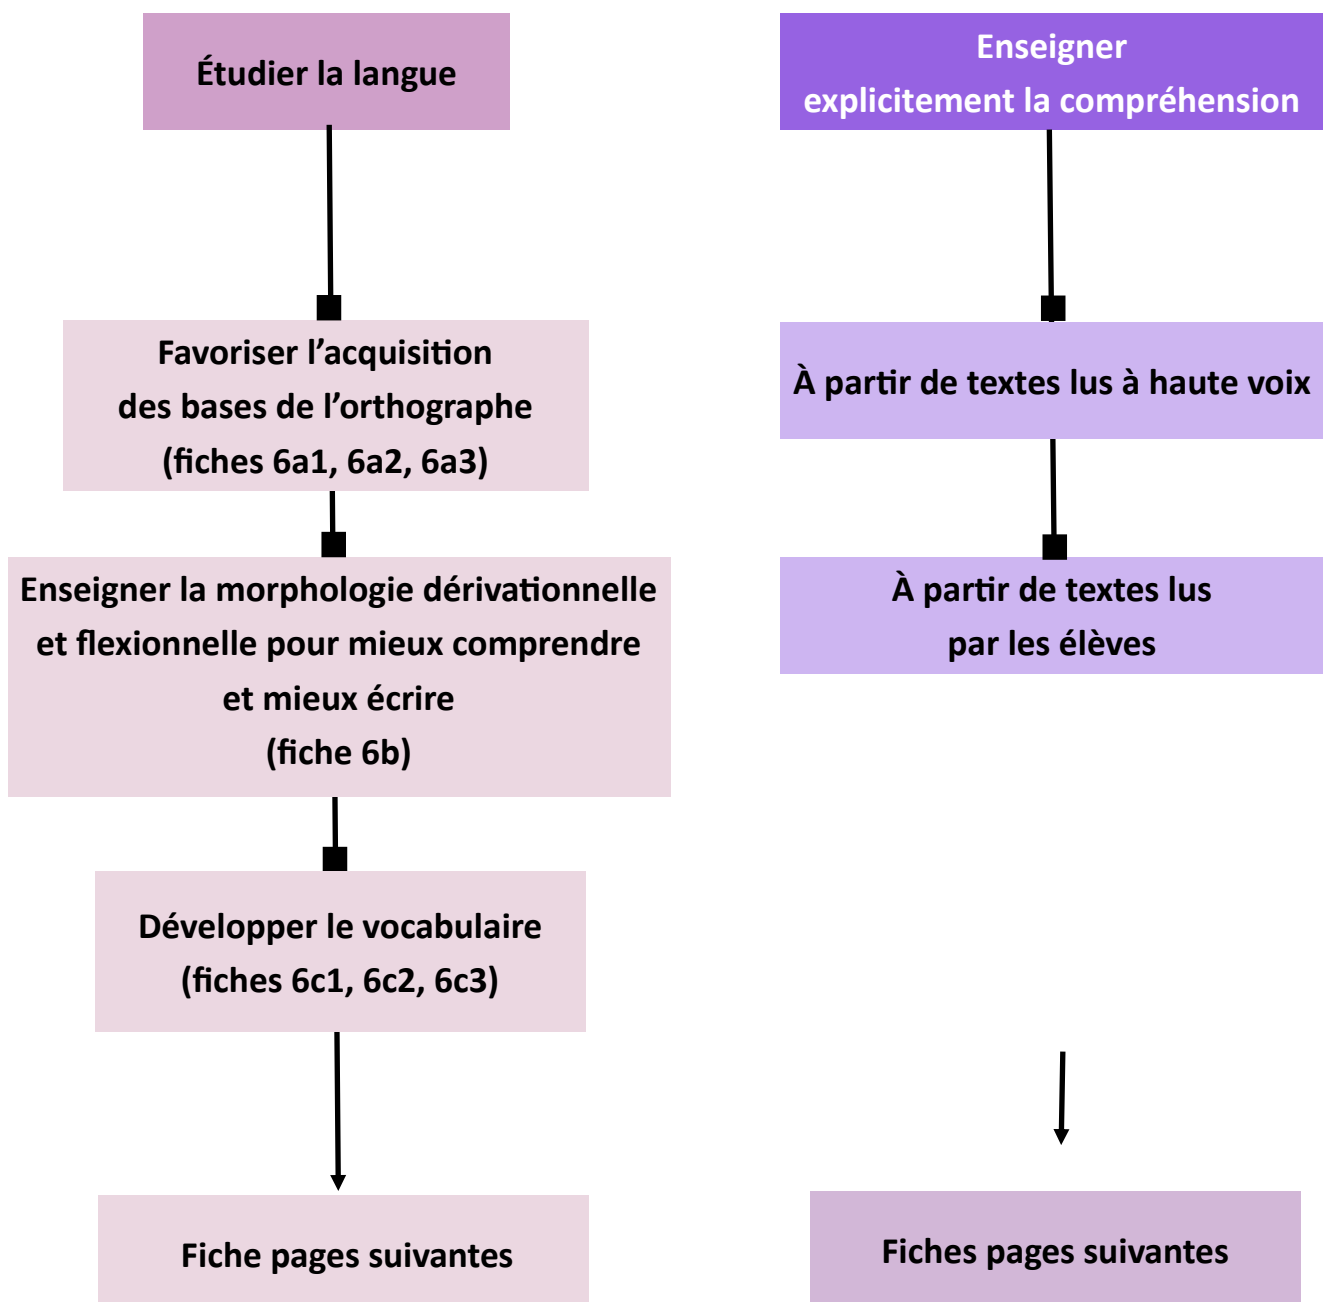 Étudier la langue
Favoriser l’acquisition
des bases de l’orthographe
(fiches 6a1, 6a2, 6a3)
Enseigner la morphologie dérivationnelle
et flexionnelle pour mieux comprendre
et mieux écrire
(fiche 6b)
Développer le vocabulaire
(fiches 6c1, 6c2, 6c3)
Fiche pages suivantes
Enseigner
explicitement la compréhension
À partir de textes lus à haute voix
À partir de textes lus
par les élèves
Fiches pages suivantes